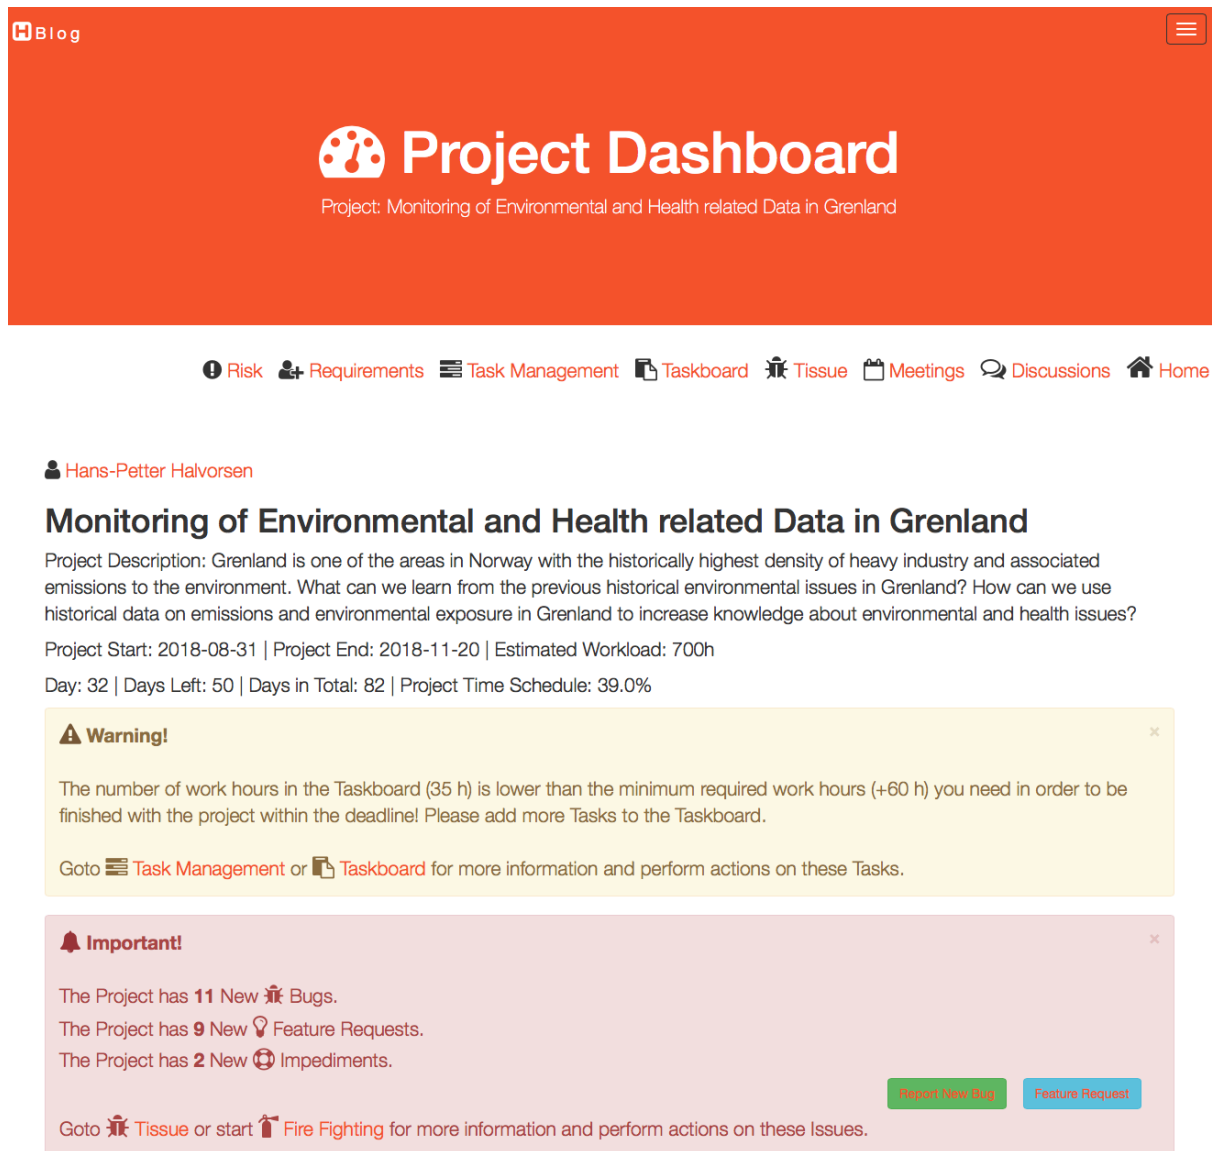 H Blog
Project Dashboard
Project: Monitoring of Environmental and Health related Data in Grenland
Risk Requirements Task Management Taskboard Tissue Meetings Discussions Home
Hans-Petter Halvorsen
Monitoring of Environmental and Health related Data in Grenland
Project Description: Grenland is one of the areas in Norway with the historically highest density of heavy industry and associated
emissions to the environment. What can we learn from the previous historical environmental issues in Grenland? How can we use
historical data on emissions and environmental exposure in Grenland to increase knowledge about environmental and health issues?
Project Start: 2018-08-31 | Project End: 2018-11-20 | Estimated Workload: 700h
Day: 32 | Days Left: 50 | Days in Total: 82 | Project Time Schedule: 39.0%
Warning! ×
The number of work hours in the Taskboard (35 h) is lower than the minimum required work hours (+60 h) you need in order to be
finished with the project within the deadline! Please add more Tasks to the Taskboard.
Goto Task Management or Taskboard for more information and perform actions on these Tasks.
Important! ×
The Project has 11 New Bugs.
The Project has 9 New Feature Requests.
The Project has 2 New Impediments.
Report New Bug Feature Request
Goto Tissue or start Fire Fighting for more information and perform actions on these Issues.